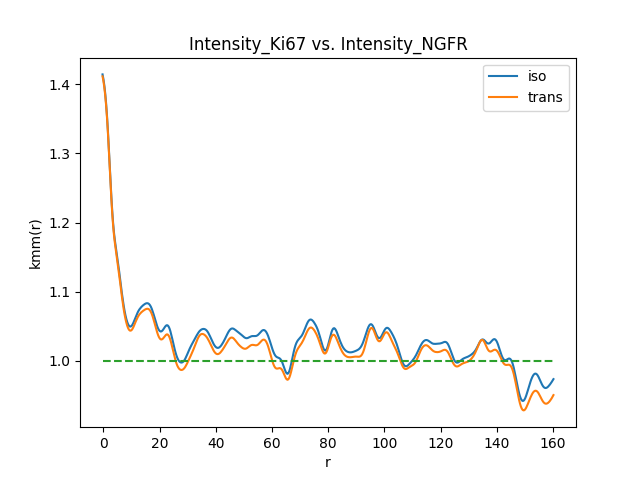 Intensity_Ki67 vs. Intensity_NGFR
iso
trans
1.4
1.3
1.2
1.1
1.0
kmm(r)
0 20 40 60 80 100 120 140 160
r